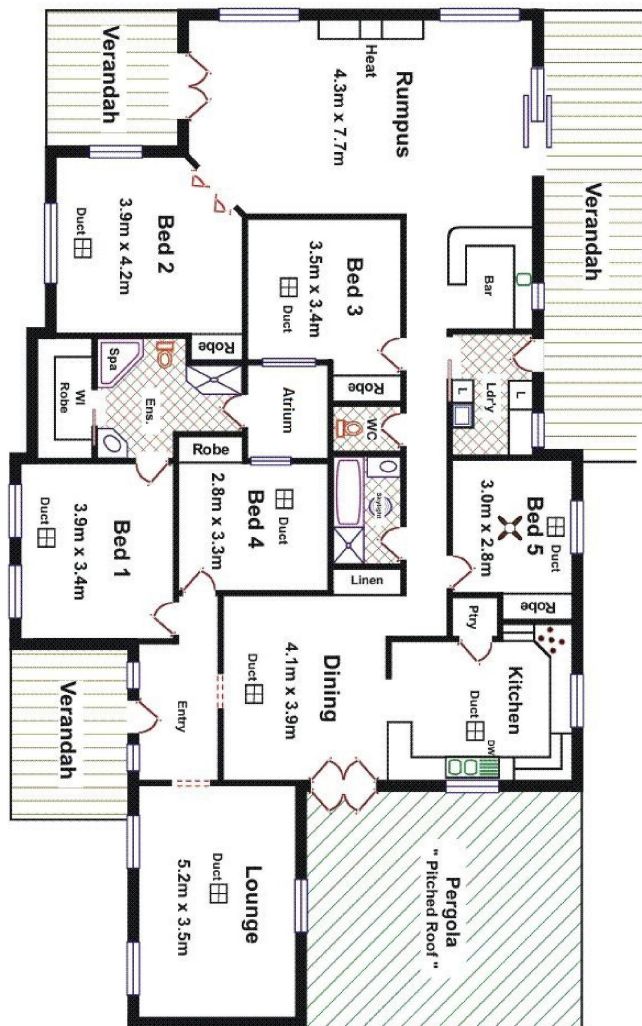 Verandah
Rumpus
4.3m x 7.7m
Heat
Verandah
Bed 2
3.9m x 4.2m
Duct
Robe
Bed 3
3.5m x 3.4m
Duct
Robe
Bar
Spa
Ens.
WI
Robe
Atrium
WC
L
Ldr'y
L
Robe
Bed 1
3.9m x 3.4m
Duct
Bed 4
2.8m x 3.3m
Duct
Skylight
Linen
Bed 5
3.0m x 2.8m
Duct
Robe
Ptry
Kitchen
Duct
DW
Dining
4.1m x 3.9m
Duct
Entry
Verandah
Lounge
5.2m x 3.5m
Duct
Pergola
" Pitched Roof "